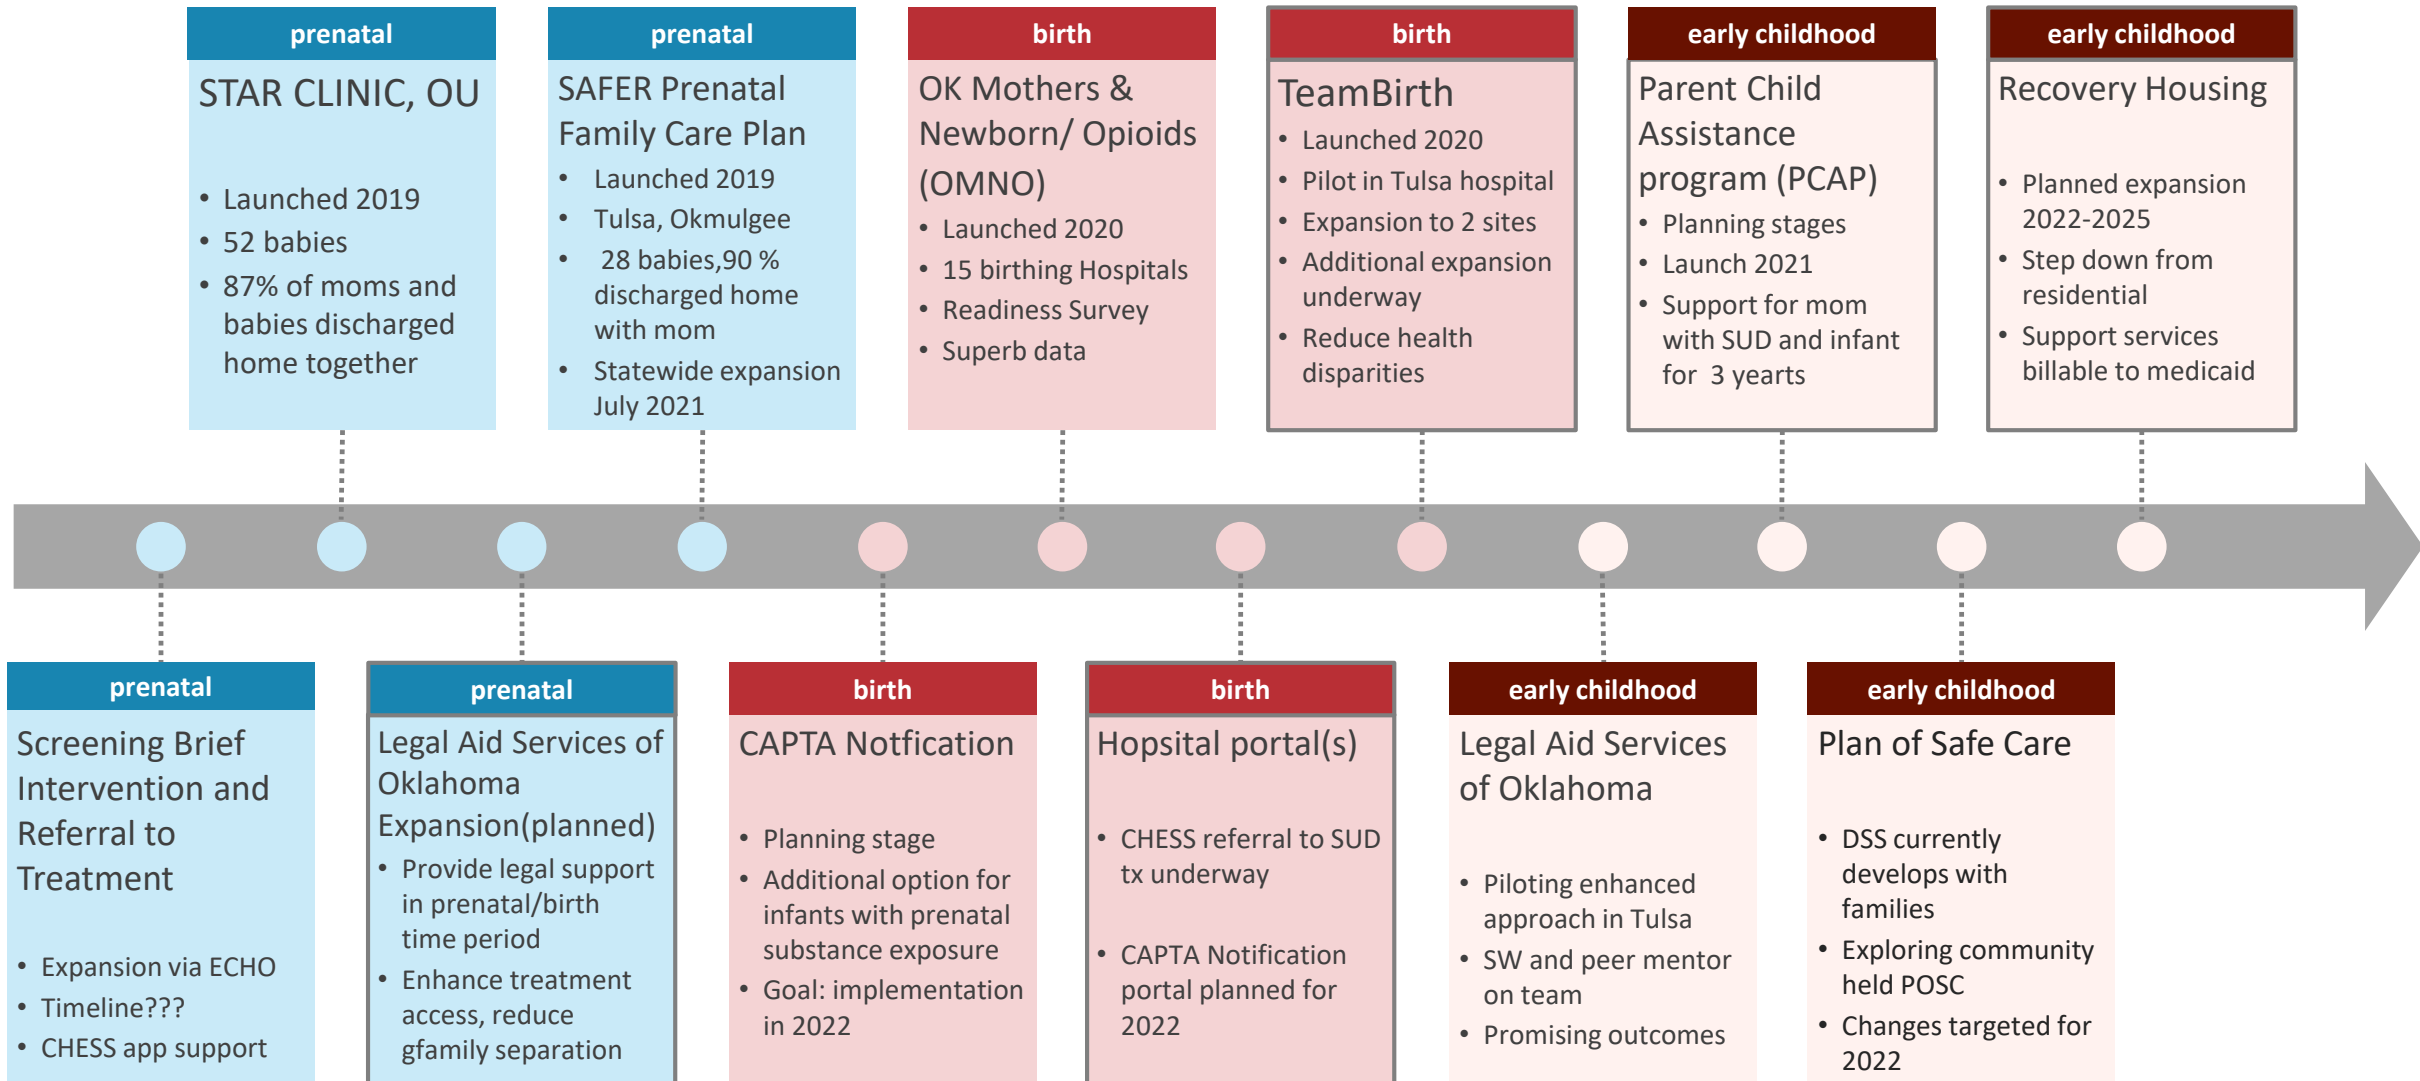 prenatal
STAR CLINIC, OU
• Launched 2019
• 52 babies
• 87% of moms and
babies discharged
home together
prenatal
SAFER Prenatal
Family Care Plan
• Launched 2019
• Tulsa, Okmulgee
• 28 babies,90 %
discharged home
with mom
• Statewide expansion
July 2021
birth
OK Mothers &
Newborn/ Opioids
(OMNO)
• Launched 2020
• 15 birthing Hospitals
• Readiness Survey
• Superb data
birth
TeamBirth
• Launched 2020
• Pilot in Tulsa hospital
• Expansion to 2 sites
• Additional expansion
underway
• Reduce health
disparities
early childhood
Parent Child
Assistance
program (PCAP)
• Planning stages
• Launch 2021
• Support for mom
with SUD and infant
for 3 yearts
early childhood
Recovery Housing
• Planned expansion
2022-2025
• Step down from
residential
• Support services
billable to medicaid
prenatal
Screening Brief
Intervention and
Referral to
Treatment
• Expansion via ECHO
• Timeline???
• CHESS app support
prenatal
Legal Aid Services of
Oklahoma
Expansion(planned)
• Provide legal support
in prenatal/birth
time period
• Enhance treatment
access, reduce
gfamily separation
birth
CAPTA Notfication
• Planning stage
• Additional option for
infants with prenatal
substance exposure
• Goal: implementation
in 2022
birth
Hopsital portal(s)
• CHESS referral to SUD
tx underway
• CAPTA Notification
portal planned for
2022
early childhood
Legal Aid Services
of Oklahoma
• Piloting enhanced
approach in Tulsa
• SW and peer mentor
on team
• Promising outcomes
early childhood
Plan of Safe Care
• DSS currently
develops with
families
• Exploring community
held POSC
• Changes targeted for
2022